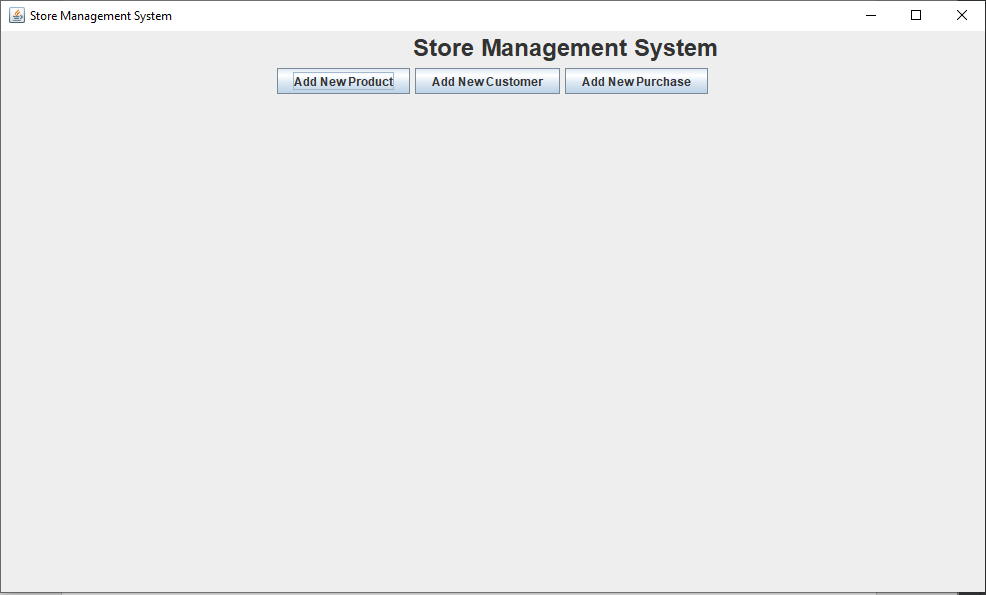 Store Management System
Store Management System
Add New Product Add New Customer Add New Purchase